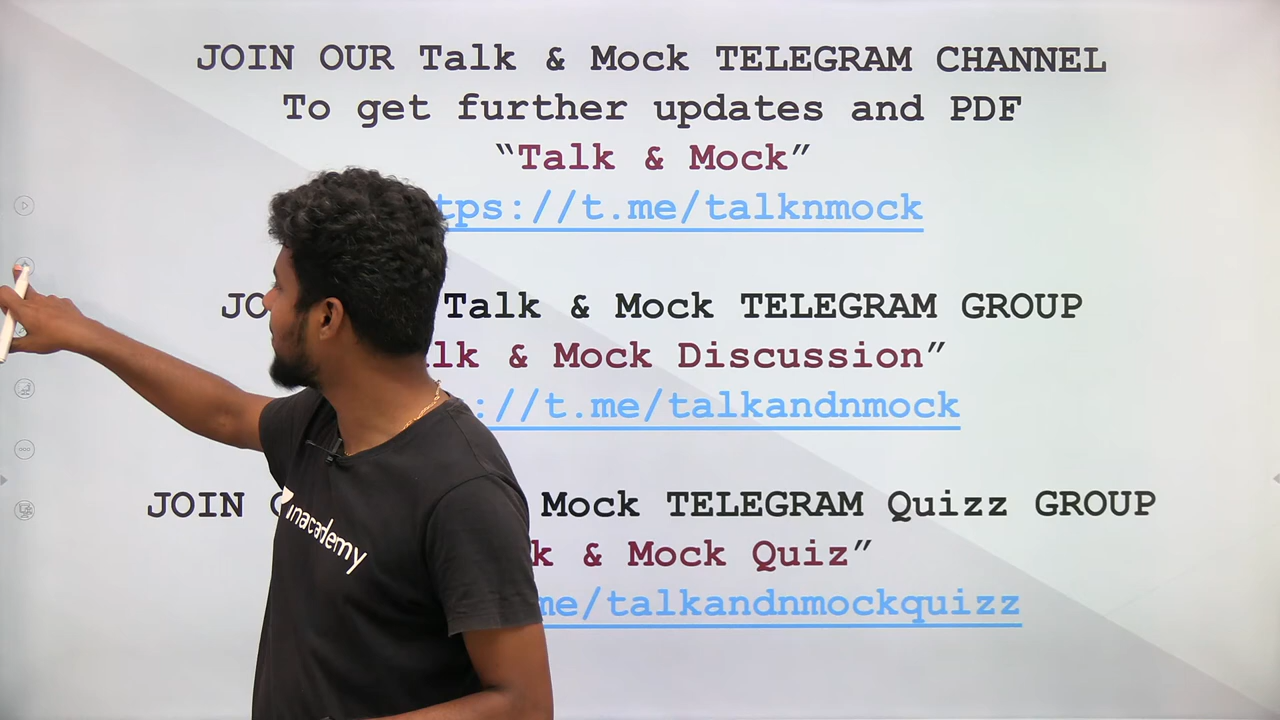 JOIN OUR Talk & Mock TELEGRAM CHANNEL
To get further updates and PDF
“Talk & Mock”
tps://t.me/talknmock
JO Talk & Mock TELEGRAM GROUP
lk & Mock Discussion”
://t.me/talkandnmock
JOIN Mock TELEGRAM Quizz GROUP
k & Mock Quiz”
me/talkandnmockquizz
unacademy